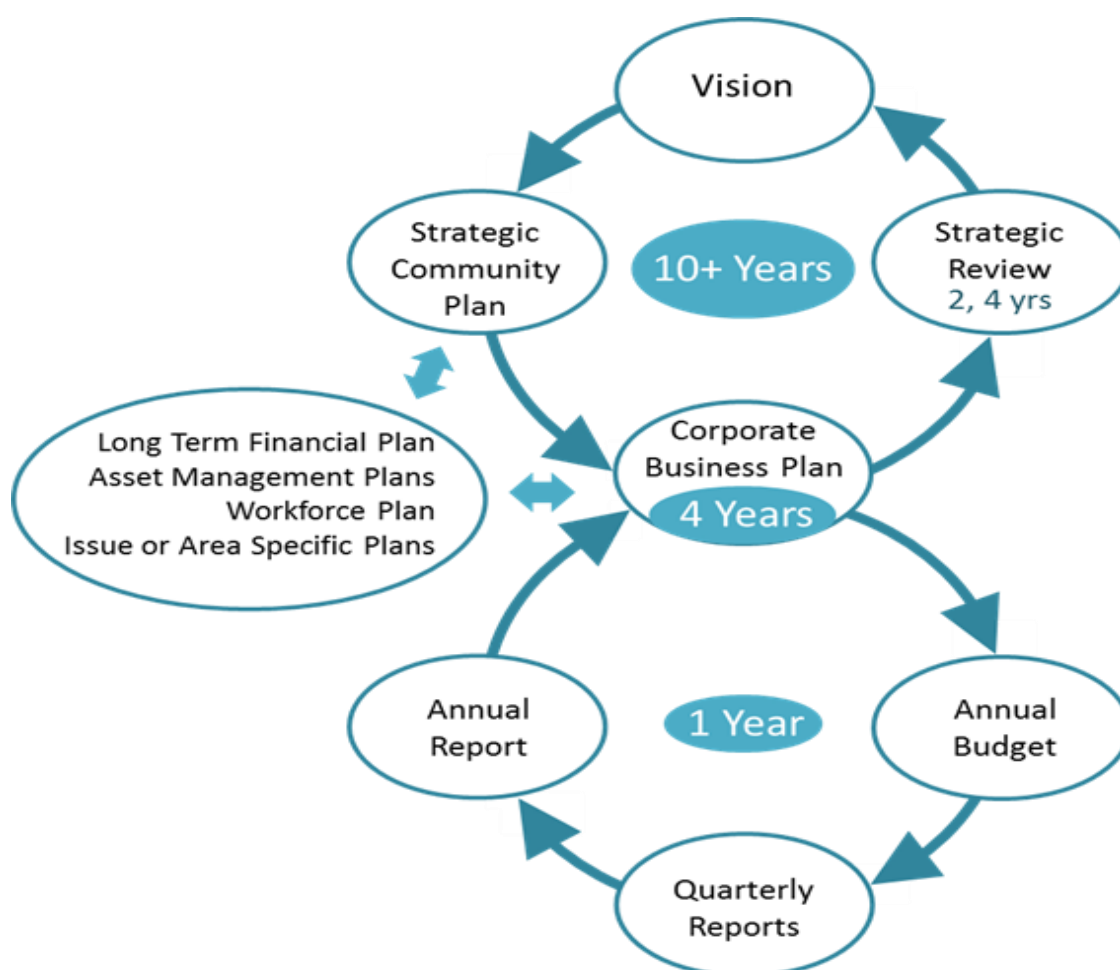 Vision
Strategic
Community
Plan
10+ Years
Strategic
Review
2, 4 yrs
Long Term Financial Plan
Asset Management Plans
Workforce Plan
Issue or Area Specific Plans
Corporate
Business Plan
4 Years
Annual
Report
1 Year
Annual
Budget
Quarterly
Reports